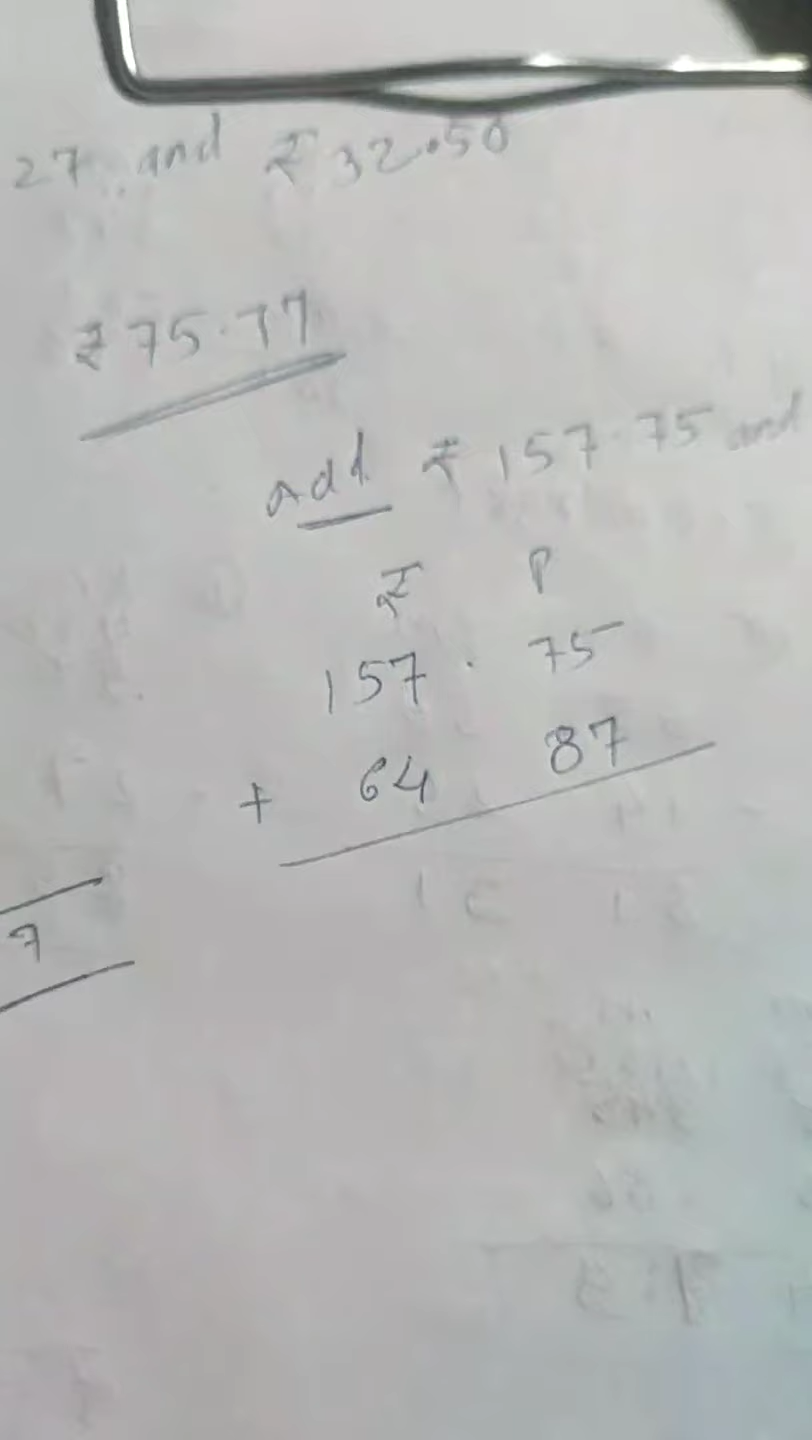 27 and ₹ 32.50
₹ 75.77
add ₹ 157.75 and
₹ P
157 . 75
+ 64 87
7